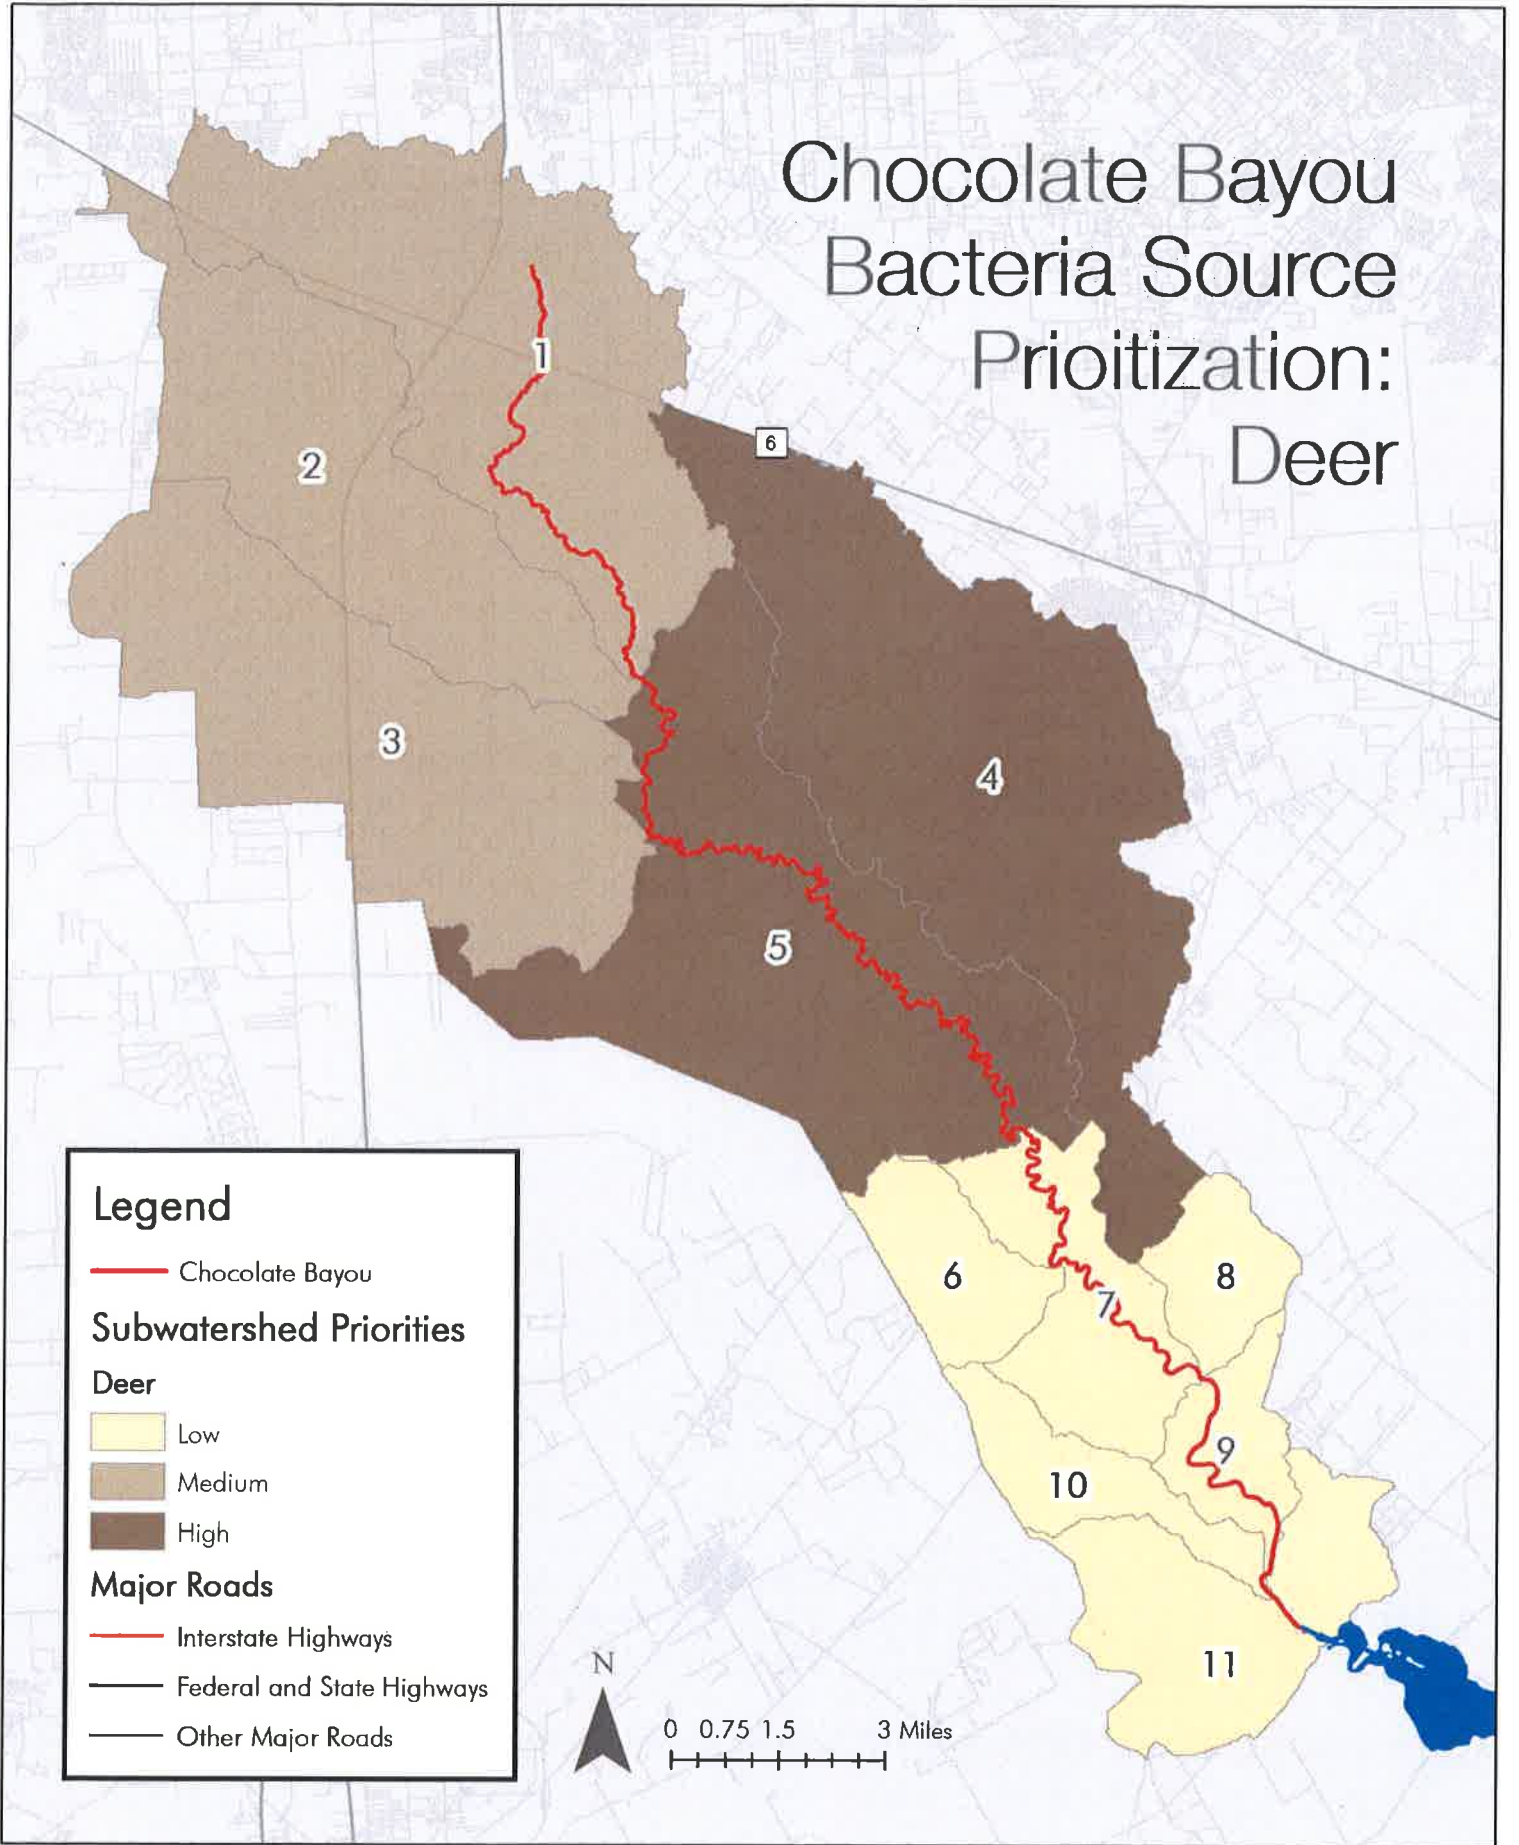 Chocolate Bayou
Bacteria Source
Prioitization:
Deer
1
6
2
3
4
5
6
7
8
9
10
11
Legend
Chocolate Bayou
Subwatershed Priorities
Deer
Low
Medium
High
Major Roads
Interstate Highways
Federal and State Highways
Other Major Roads
N
0 0.75 1.5 3 Miles